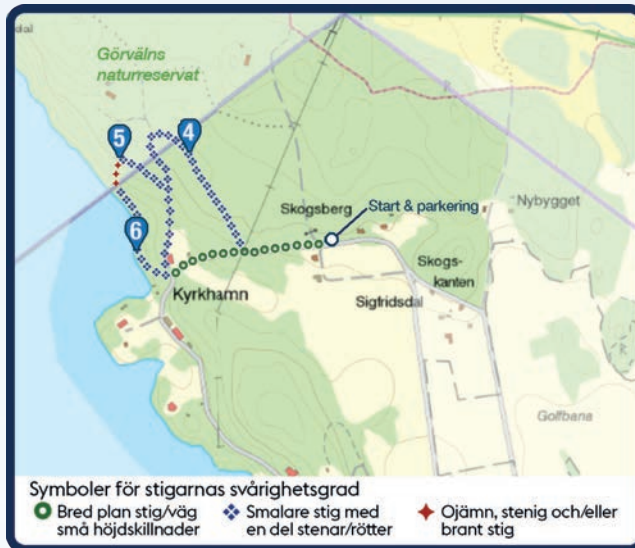 Görvälns
naturreservat
5
4
6
Skogsberg
Start & parkering
Nybygget
Skogs-
kanten
Kyrkhamn
Sigfridsdal
Golfbana
Symboler för stigarnas svårighetsgrad
Bred plan stig/väg
små höjdskillnader
Smalare stig med
en del stenar/rötter
Ojämn, stenig och/eller
brant stig